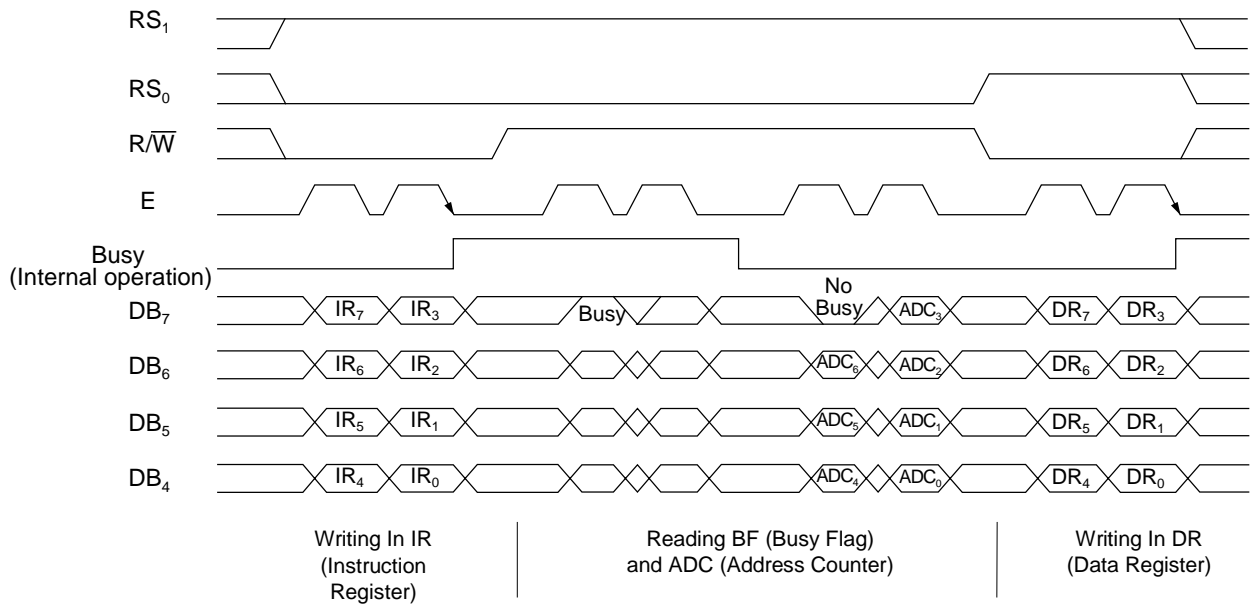 RS₁
RS₀
R/W̅
E
Busy
(Internal operation)
DB₇ IR₇ IR₃ Busy No Busy ADC₃ DR₇ DR₃
DB₆ IR₆ IR₂ ADC₆ ADC₂ DR₆ DR₂
DB₅ IR₅ IR₁ ADC₅ ADC₁ DR₅ DR₁
DB₄ IR₄ IR₀ ADC₄ ADC₀ DR₄ DR₀
Writing In IR
(Instruction
Register)
Reading BF (Busy Flag)
and ADC (Address Counter)
Writing In DR
(Data Register)